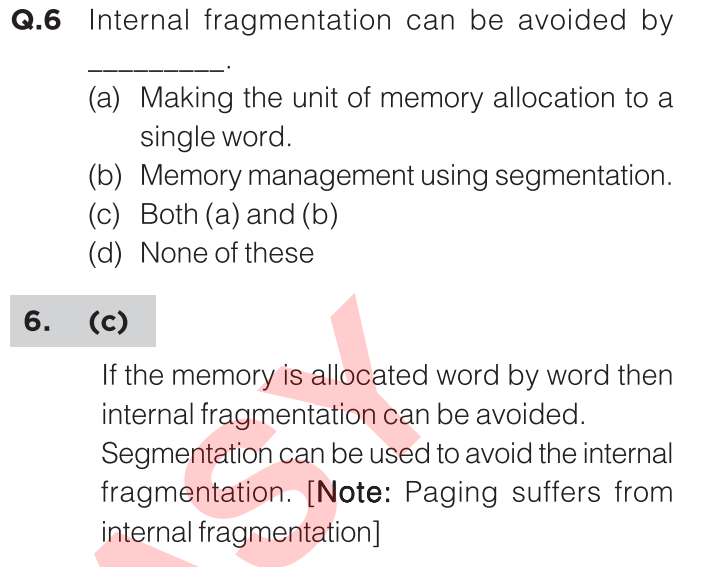 Q.6 Internal fragmentation can be avoided by
_________.
(a) Making the unit of memory allocation to a
single word.
(b) Memory management using segmentation.
(c) Both (a) and (b)
(d) None of these
6. (c)
If the memory is allocated word by word then
internal fragmentation can be avoided.
Segmentation can be used to avoid the internal
fragmentation. [Note: Paging suffers from
internal fragmentation]
ASY